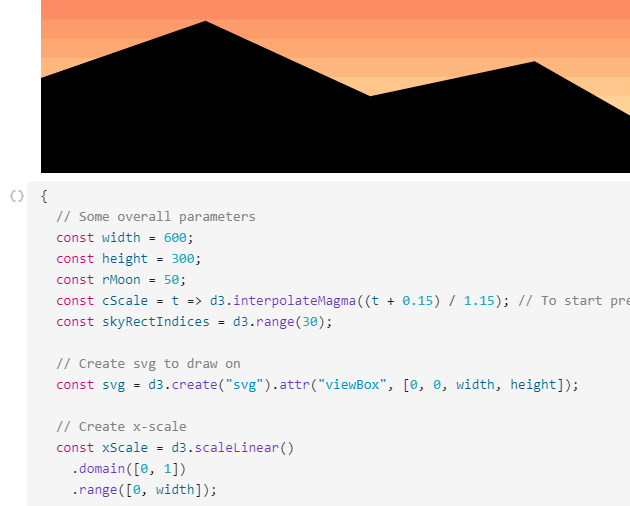 {}
{
// Some overall parameters
const width = 600;
const height = 300;
const rMoon = 50;
const cScale = t => d3.interpolateMagma((t + 0.15) / 1.15); // To start
const skyRectIndices = d3.range(30);
// Create svg to draw on
const svg = d3.create("svg").attr("viewBox", [0, 0, width, height]);
// Create x-scale
const xScale = d3.scaleLinear()
.domain([0, 1])
.range([0, width]);